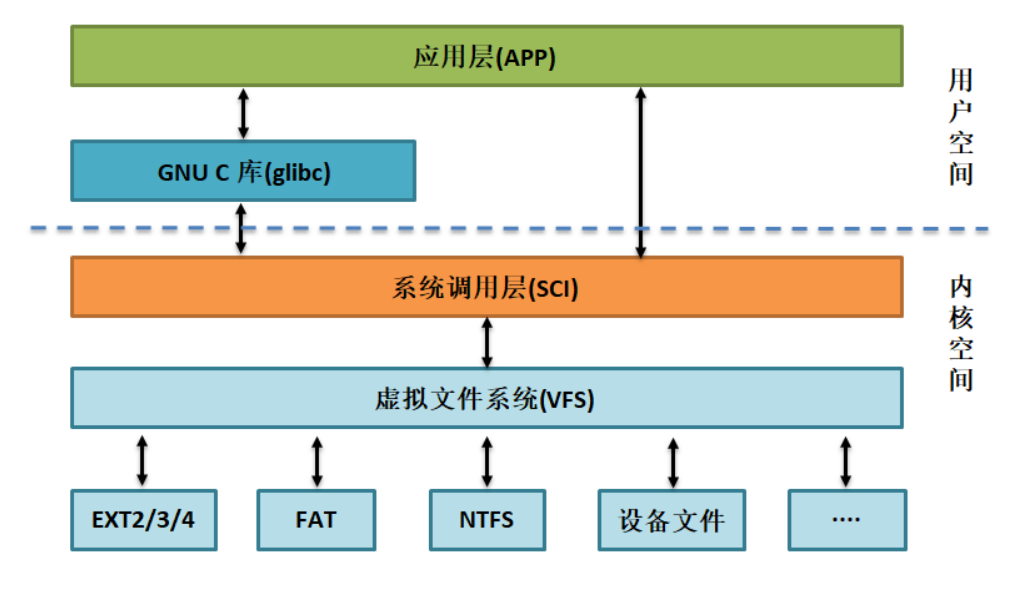 应用层(APP)
用户空间
GNU C 库(glibc)
系统调用层(SCI)
内核空间
虚拟文件系统(VFS)
EXT2/3/4
FAT
NTFS
设备文件
....